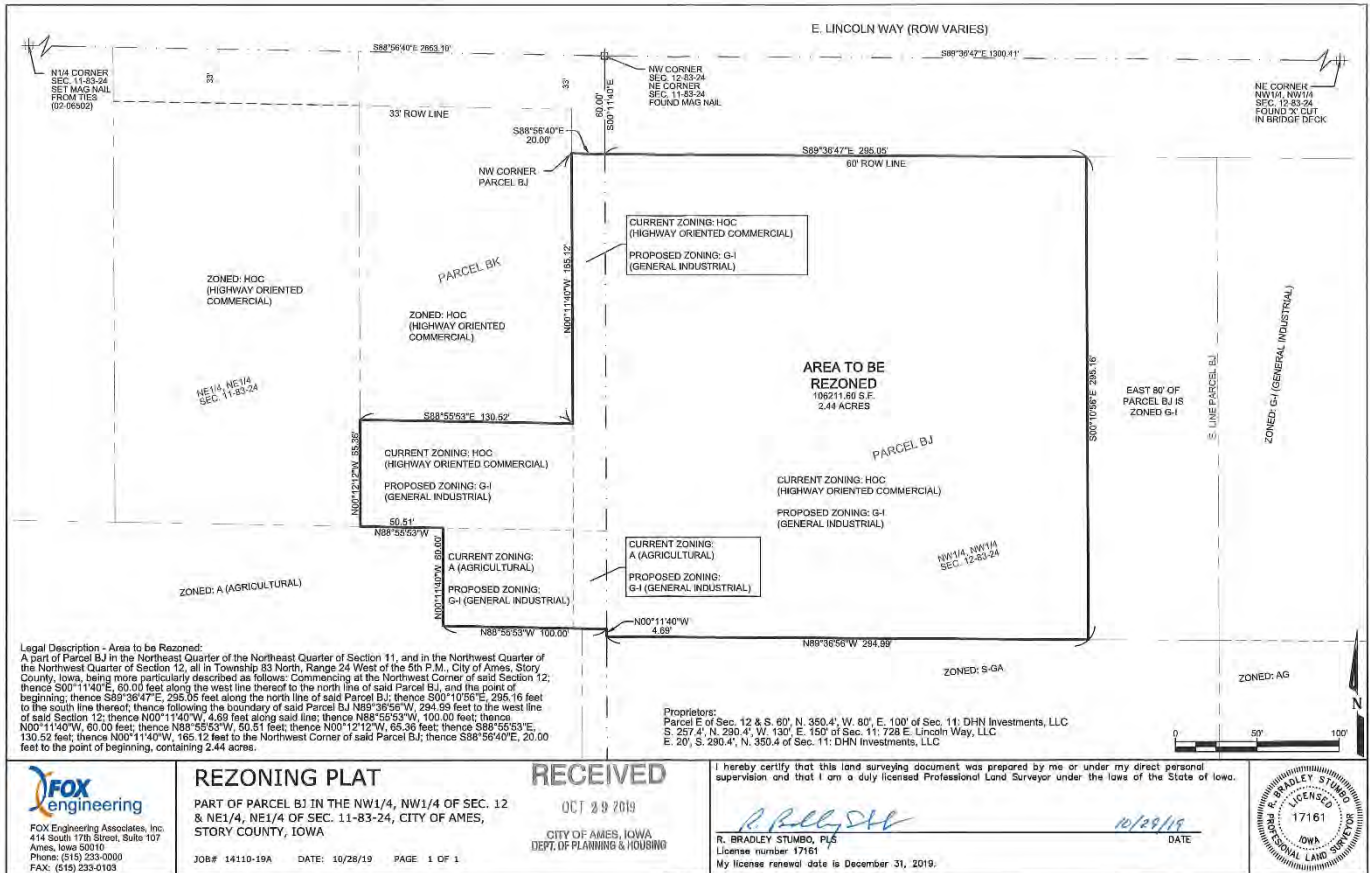 E. LINCOLN WAY (ROW VARIES)
S88°56'40"E 2653.10'
S89°36'47"E 1300.41'
N1/4 CORNER
SEC. 11-83-24
SET MAG NAIL
FROM TIES
(02-06502)
33'
33'
60.00'
S00°11'40"E
NW CORNER
SEC. 12-83-24
NE CORNER
SEC. 11-83-24
FOUND MAG NAIL
NE CORNER
NW1/4, NW1/4
SEC. 12-83-24
FOUND 'X' CUT
IN BRIDGE DECK
33' ROW LINE
S88°56'40"E
20.00'
S89°36'47"E 295.05'
60' ROW LINE
NW CORNER
PARCEL BJ
CURRENT ZONING: HOC
(HIGHWAY ORIENTED COMMERCIAL)
PROPOSED ZONING: G-I
(GENERAL INDUSTRIAL)
N00°11'40"W 165.12'
PARCEL BK
ZONED: HOC
(HIGHWAY ORIENTED
COMMERCIAL)
ZONED: HOC
(HIGHWAY ORIENTED
COMMERCIAL)
NE1/4, NE1/4
SEC. 11-83-24
AREA TO BE
REZONED
106211.60 S.F.
2.44 ACRES
S00°10'56"E 295.16'
EAST 80' OF
PARCEL BJ IS
ZONED G-I
S. LINE PARCEL BJ
ZONED: G-I (GENERAL INDUSTRIAL)
S88°55'53"E 130.52'
N00°12'12"W 65.36'
CURRENT ZONING: HOC
(HIGHWAY ORIENTED COMMERCIAL)
PROPOSED ZONING: G-I
(GENERAL INDUSTRIAL)
PARCEL BJ
CURRENT ZONING: HOC
(HIGHWAY ORIENTED COMMERCIAL)
PROPOSED ZONING: G-I
(GENERAL INDUSTRIAL)
NW1/4, NW1/4
SEC. 12-83-24
50.51'
N88°55'53"W
N00°11'40"W 60.00'
CURRENT ZONING:
A (AGRICULTURAL)
PROPOSED ZONING:
G-I (GENERAL INDUSTRIAL)
CURRENT ZONING:
A (AGRICULTURAL)
PROPOSED ZONING:
G-I (GENERAL INDUSTRIAL)
ZONED: A (AGRICULTURAL)
N88°55'53"W 100.00'
N00°11'40"W
4.69'
N89°36'56"W 294.99'
ZONED: S-GA
ZONED: AG
Legal Description - Area to be Rezoned:
A part of Parcel BJ in the Northeast Quarter of the Northeast Quarter of Section 11, and in the Northwest Quarter of
the Northwest Quarter of Section 12, all in Township 83 North, Range 24 West of the 5th P.M., City of Ames, Story
County, Iowa, being more particularly described as follows: Commencing at the Northwest Corner of said Section 12;
thence S00°11'40"E, 60.00 feet along the west line thereof to the north line of said Parcel BJ, and the point of
beginning; thence S89°36'47"E, 295.05 feet along the north line of said Parcel BJ; thence S00°10'56"E, 295.16 feet
to the south line thereof; thence following the boundary of said Parcel BJ N89°36'56"W, 294.99 feet to the west line
of said Section 12; thence N00°11'40"W, 4.69 feet along said line; thence N88°55'53"W, 100.00 feet; thence
N00°11'40"W, 60.00 feet; thence N88°55'53"W, 50.51 feet; thence N00°12'12"W, 65.36 feet; thence S88°55'53"E,
130.52 feet; thence N00°11'40"W, 165.12 feet to the Northwest Corner of said Parcel BJ; thence S88°56'40"E, 20.00
feet to the point of beginning, containing 2.44 acres.
Proprietors:
Parcel E of Sec. 12 & S. 60', N. 350.4', W. 80', E. 100' of Sec. 11: DHN Investments, LLC
S. 257.4', N. 290.4', W. 130', E. 150' of Sec. 11: 728 E. Lincoln Way, LLC
E. 20', S. 290.4', N. 350.4 of Sec. 11: DHN Investments, LLC
N
0 50' 100'
FOX
engineering
FOX Engineering Associates, Inc.
414 South 17th Street, Suite 107
Ames, Iowa 50010
Phone: (515) 233-0000
FAX: (515) 233-0103
REZONING PLAT
PART OF PARCEL BJ IN THE NW1/4, NW1/4 OF SEC. 12
& NE1/4, NE1/4 OF SEC. 11-83-24, CITY OF AMES,
STORY COUNTY, IOWA
JOB# 14110-19A DATE: 10/28/19 PAGE 1 OF 1
RECEIVED
OCT 29 2019
CITY OF AMES, IOWA
DEPT. OF PLANNING & HOUSING
I hereby certify that this land surveying document was prepared by me or under my direct personal
supervision and that I am a duly licensed Professional Land Surveyor under the laws of the State of Iowa.
10/29/19
R. BRADLEY STUMBO, PLS DATE
License number 17161
My license renewal date is December 31, 2019.
R. BRADLEY STUMBO
LICENSED
17161
IOWA
PROFESSIONAL LAND SURVEYOR